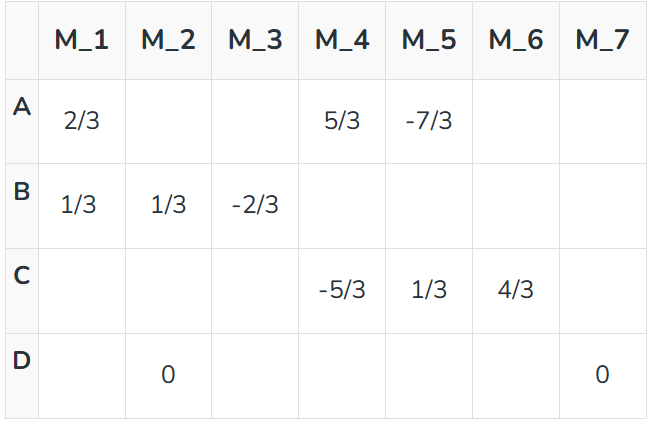 M_1 M_2 M_3 M_4 M_5 M_6 M_7
A 2/3 5/3 -7/3
B 1/3 1/3 -2/3
C -5/3 1/3 4/3
D 0 0